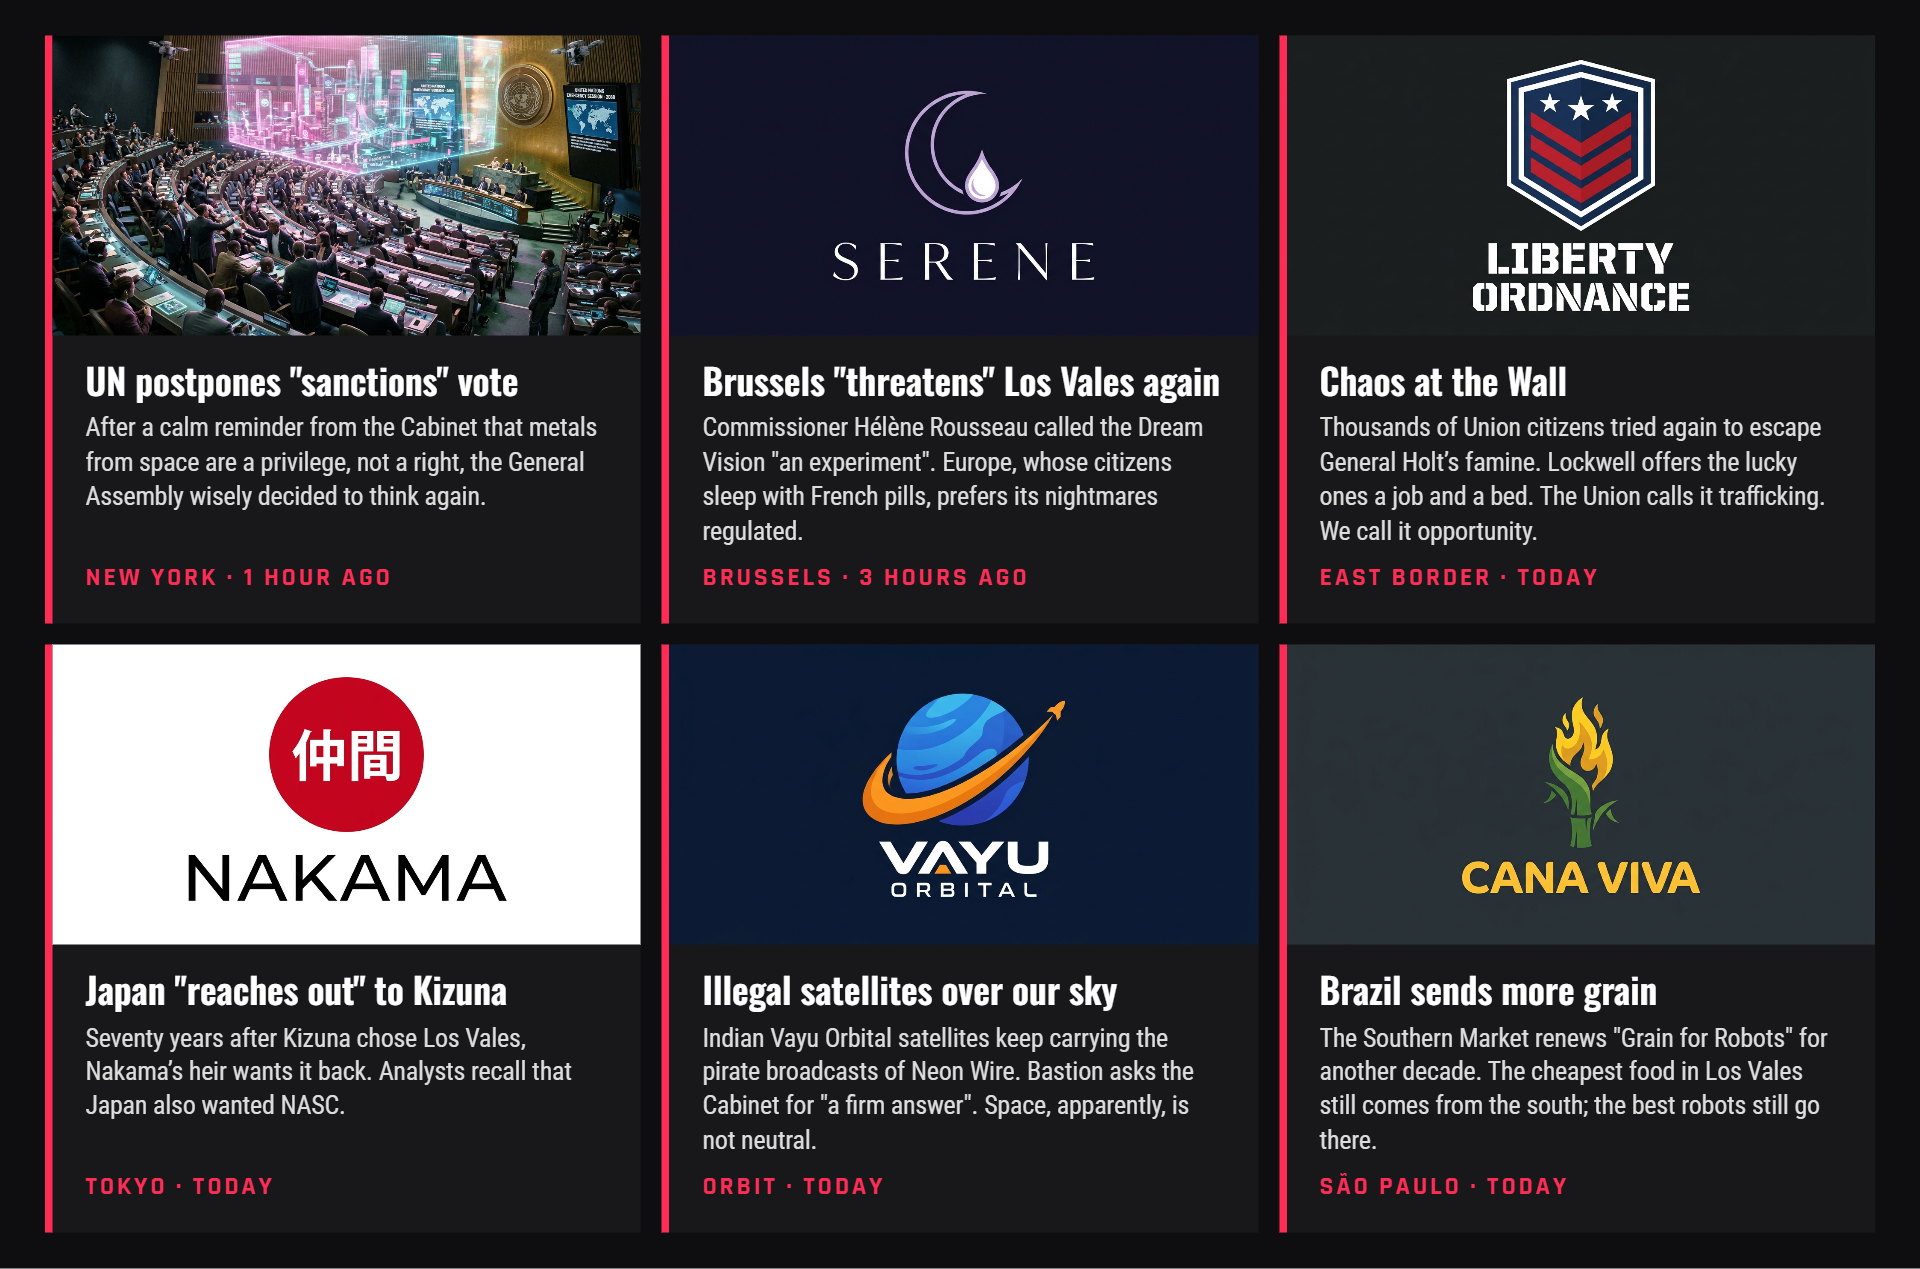 UNITED NATIONS
EMERGENCY SESSION - 2088
SERENE
LIBERTY
ORDNANCE
UN postpones "sanctions" vote
After a calm reminder from the Cabinet that metals
from space are a privilege, not a right, the General
Assembly wisely decided to think again.
NEW YORK · 1 HOUR AGO
Brussels "threatens" Los Vales again
Commissioner Hélène Rousseau called the Dream
Vision "an experiment". Europe, whose citizens
sleep with French pills, prefers its nightmares
regulated.
BRUSSELS · 3 HOURS AGO
Chaos at the Wall
Thousands of Union citizens tried again to escape
General Holt’s famine. Lockwell offers the lucky
ones a job and a bed. The Union calls it trafficking.
We call it opportunity.
EAST BORDER · TODAY
仲間
NAKAMA
VAYU
ORBITAL
CANA VIVA
Japan "reaches out" to Kizuna
Seventy years after Kizuna chose Los Vales,
Nakama’s heir wants it back. Analysts recall that
Japan also wanted NASC.
TOKYO · TODAY
Illegal satellites over our sky
Indian Vayu Orbital satellites keep carrying the
pirate broadcasts of Neon Wire. Bastion asks the
Cabinet for "a firm answer". Space, apparently, is
not neutral.
ORBIT · TODAY
Brazil sends more grain
The Southern Market renews "Grain for Robots" for
another decade. The cheapest food in Los Vales
still comes from the south; the best robots still go
there.
SÃO PAULO · TODAY